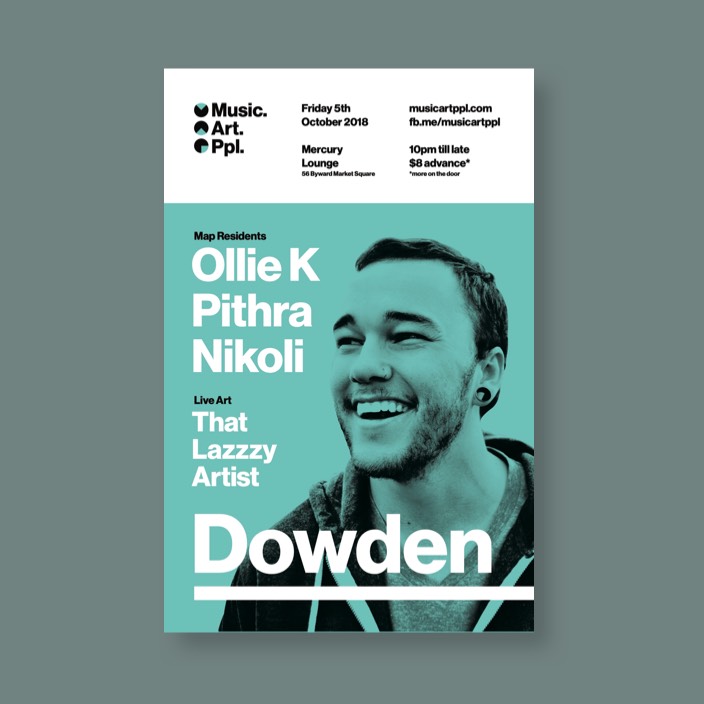 Music.
Art.
Ppl.
Friday 5th
October 2018
Mercury
Lounge
56 Byward Market Square
musicartppl.com
fb.me/musicartppl
10pm till late
$8 advance*
*more on the door
Map Residents
Ollie K
Pithra
Nikoli
Live Art
That
Lazzzy
Artist
Dowden